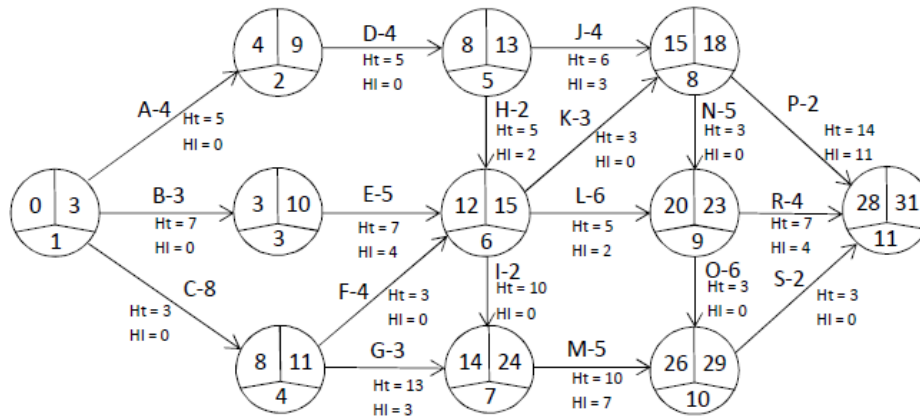 4 9
2
D-4
Ht = 5
Hl = 0
8 13
5
J-4
Ht = 6
Hl = 3
15 18
8
A-4
Ht = 5
Hl = 0
H-2
Ht = 5
Hl = 2
K-3
Ht = 3
Hl = 0
N-5
Ht = 3
Hl = 0
P-2
Ht = 14
Hl = 11
0 3
1
B-3
Ht = 7
Hl = 0
3 10
3
E-5
Ht = 7
Hl = 4
12 15
6
L-6
Ht = 5
Hl = 2
20 23
9
R-4
Ht = 7
Hl = 4
28 31
11
C-8
Ht = 3
Hl = 0
F-4
Ht = 3
Hl = 0
I-2
Ht = 10
Hl = 0
O-6
Ht = 3
Hl = 0
S-2
Ht = 3
Hl = 0
8 11
4
G-3
Ht = 13
Hl = 3
14 24
7
M-5
Ht = 10
Hl = 7
26 29
10